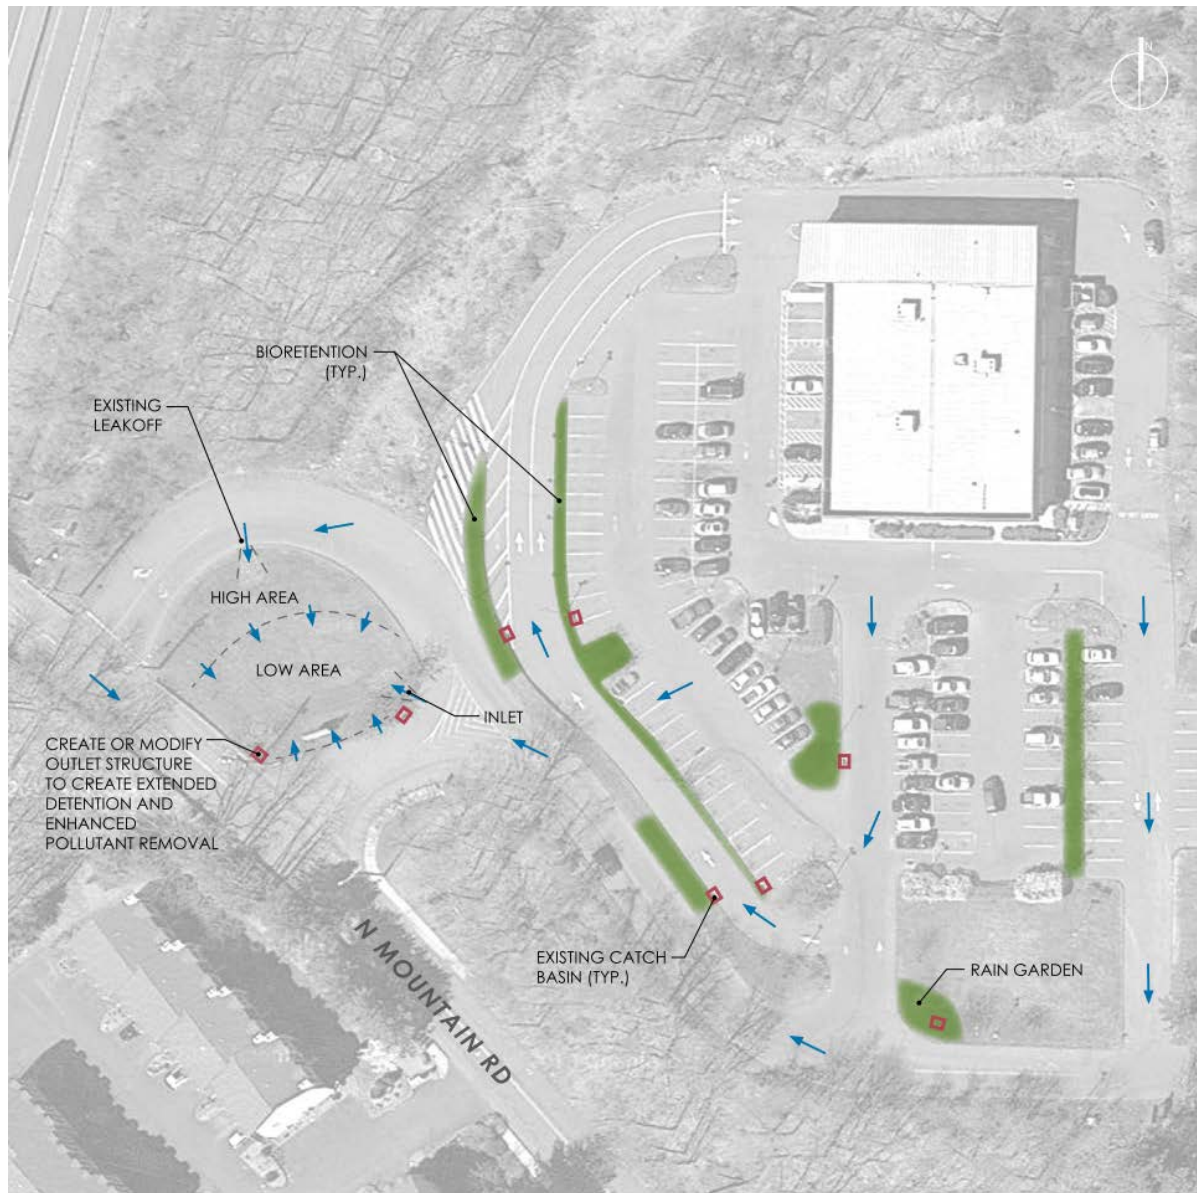 N
BIORETENTION
(TYP.)
EXISTING
LEAKOFF
HIGH AREA
LOW AREA
INLET
CREATE OR MODIFY
OUTLET STRUCTURE
TO CREATE EXTENDED
DETENTION AND
ENHANCED
POLLUTANT REMOVAL
N MOUNTAIN RD
EXISTING CATCH
BASIN (TYP.)
RAIN GARDEN